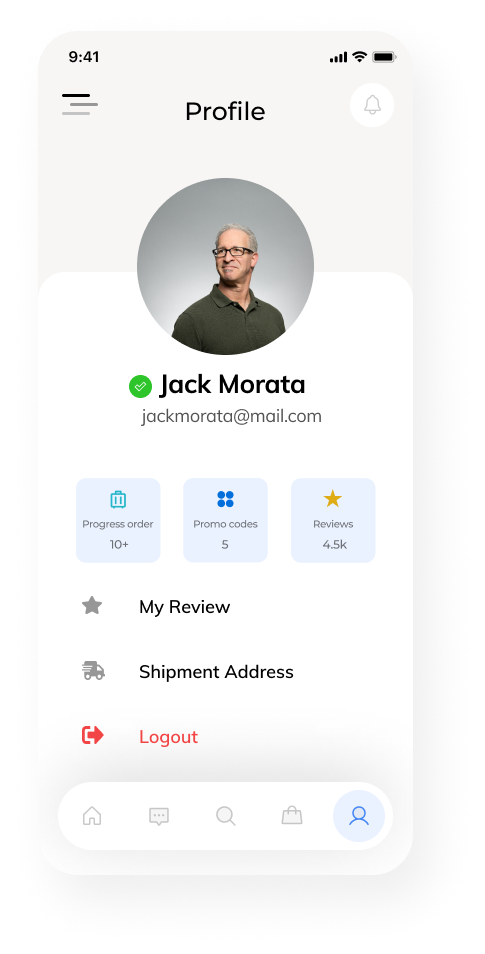 9:41
Profile
Jack Morata
jackmorata@mail.com
Progress order
10+
Promo codes
5
Reviews
4.5k
My Review
Shipment Address
Logout